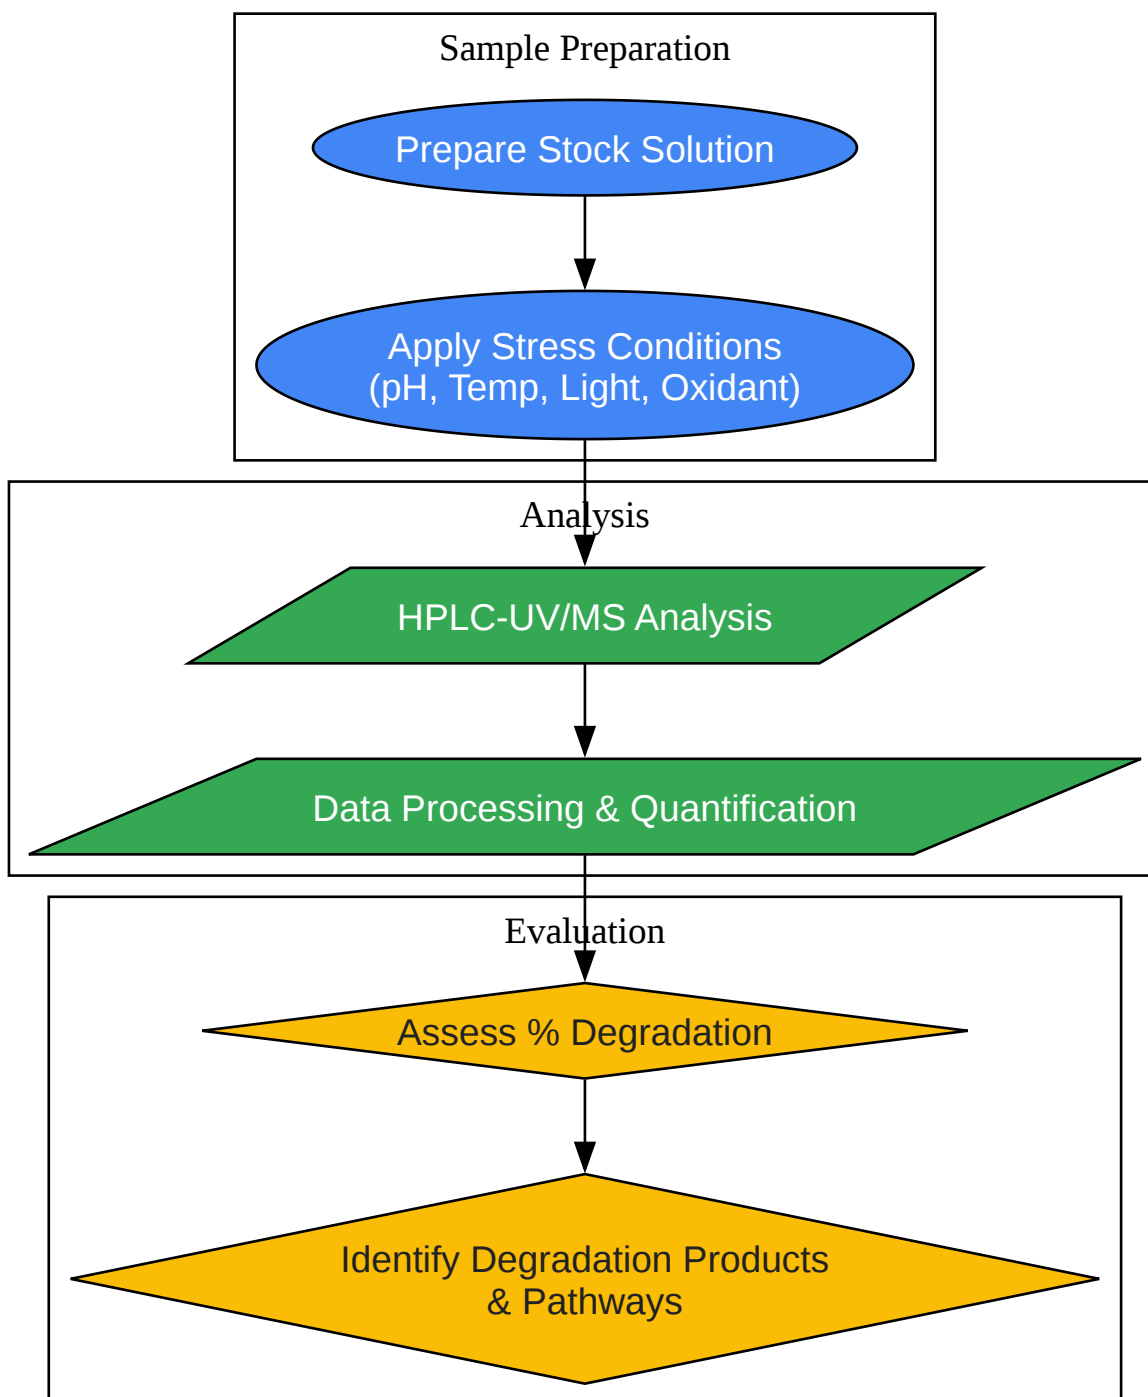 Sample Preparation
Prepare Stock Solution
Apply Stress Conditions
(pH, Temp, Light, Oxidant)
Analysis
HPLC-UV/MS Analysis
Data Processing & Quantification
Evaluation
Assess % Degradation
Identify Degradation Products
& Pathways